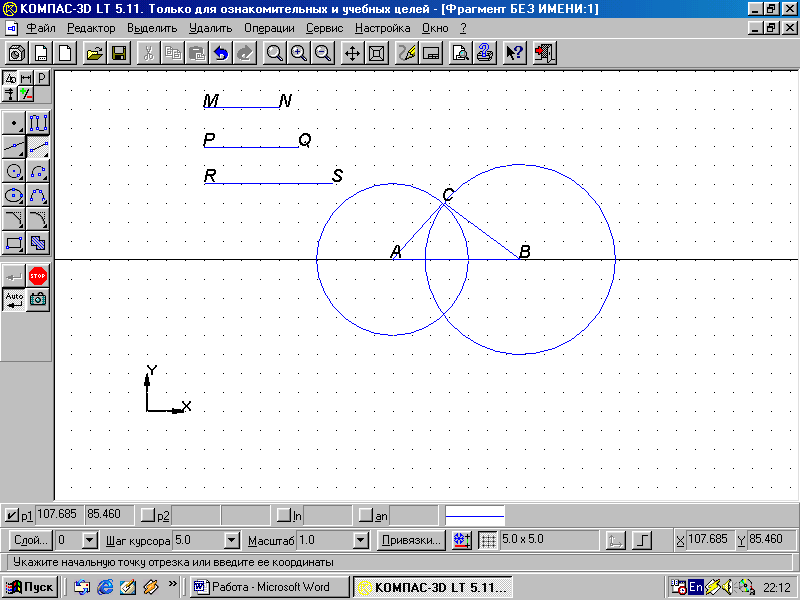 КОМПАС-3D LT 5.11. Только для ознакомительных и учебных целей - [Фрагмент БЕЗ ИМЕНИ:1]
Файл Редактор Выделить Удалить Операции Сервис Настройка Окно ?
M N
P Q
R S
C
A B
STOP
Auto
Y
X
p1 107.685 85.460 p2 ln an
Слой... 0 Шаг курсора 5.0 Масштаб 1.0 Привязки... 5.0 x 5.0 X 107.685 Y 85.460
Укажите начальную точку отрезка или введите ее координаты
Пуск » Работа - Microsoft Word КОМПАС-3D LT 5.11... En 22:12